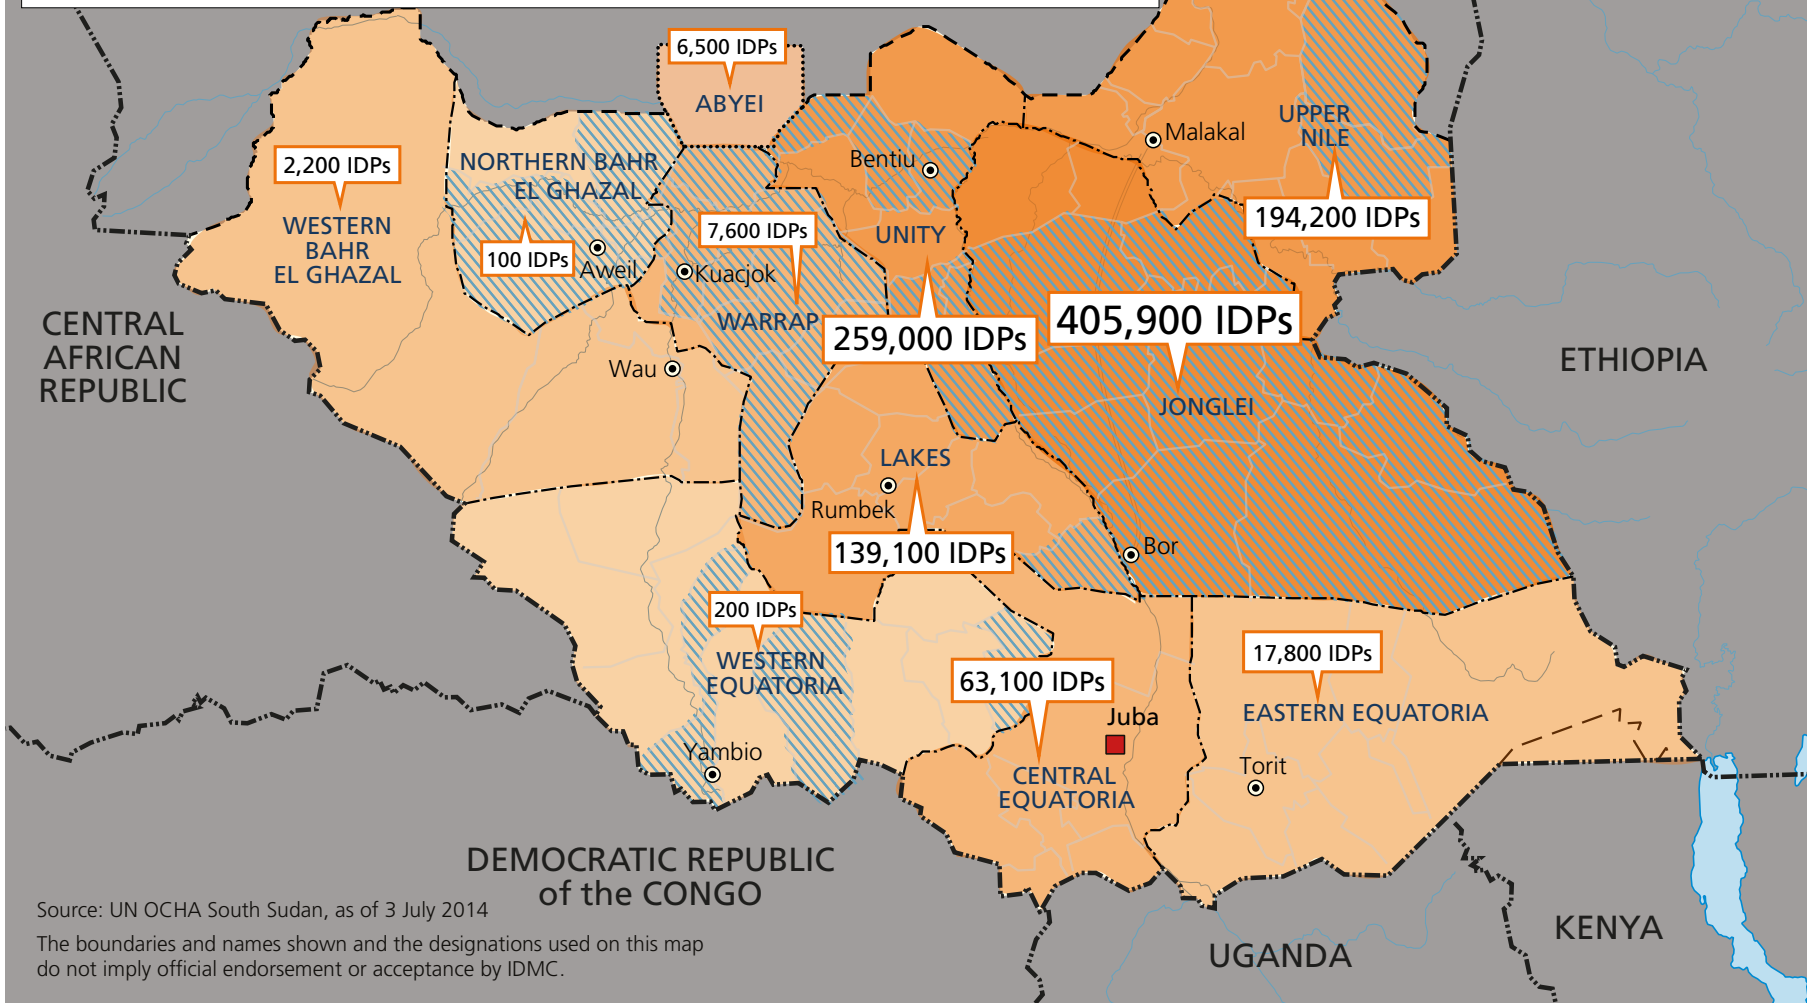 6,500 IDPs
ABYEI
UPPER
NILE
Malakal
194,200 IDPs
2,200 IDPs
WESTERN
BAHR
EL GHAZAL
NORTHERN BAHR
EL GHAZAL
100 IDPs
Aweil
Kuacjok
7,600 IDPs
WARRAP
Bentiu
UNITY
259,000 IDPs
405,900 IDPs
JONGLEI
CENTRAL
AFRICAN
REPUBLIC
ETHIOPIA
Wau
LAKES
Rumbek
139,100 IDPs
Bor
200 IDPs
WESTERN
EQUATORIA
Yambio
63,100 IDPs
Juba
CENTRAL
EQUATORIA
17,800 IDPs
EASTERN EQUATORIA
Torit
DEMOCRATIC REPUBLIC
of the CONGO
UGANDA
KENYA
Source: UN OCHA South Sudan, as of 3 July 2014
The boundaries and names shown and the designations used on this map
do not imply official endorsement or acceptance by IDMC.